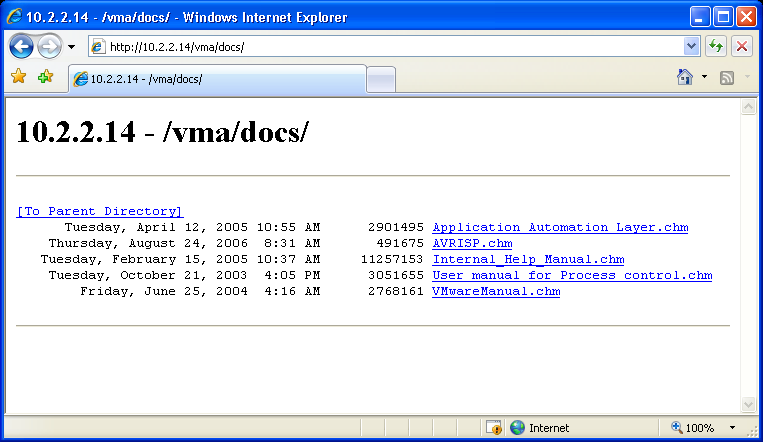 10.2.2.14 - /vma/docs/ - Windows Internet Explorer
http://10.2.2.14/vma/docs/
10.2.2.14 - /vma/docs/
10.2.2.14 - /vma/docs/
[To Parent Directory]
Tuesday, April 12, 2005 10:55 AM 2901495 Application Automation Layer.chm
Thursday, August 24, 2006 8:31 AM 491675 AVRISP.chm
Tuesday, February 15, 2005 10:37 AM 11257153 Internal_Help_Manual.chm
Tuesday, October 21, 2003 4:05 PM 3051655 User manual for Process control.chm
Friday, June 25, 2004 4:16 AM 2768161 VMwareManual.chm
Internet 100%